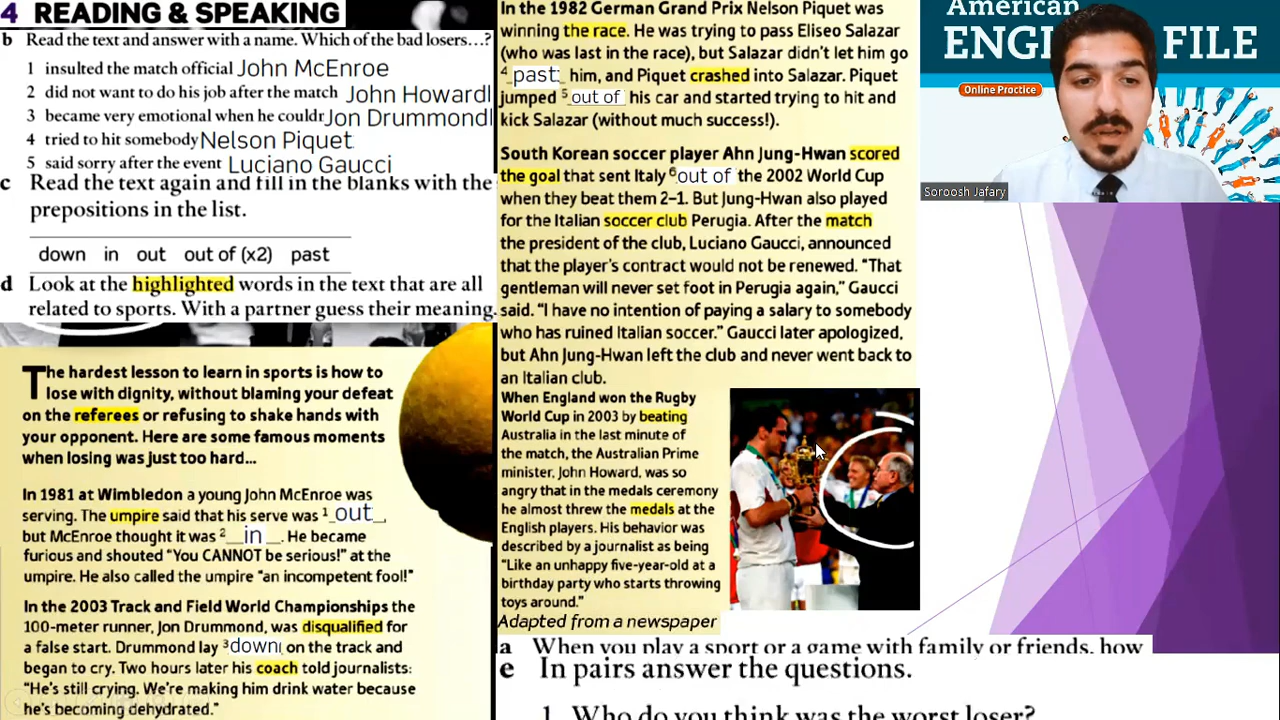 4 READING & SPEAKING
b Read the text and answer with a name. Which of the bad losers…?
1 insulted the match official John McEnroe
2 did not want to do his job after the match John Howard
3 became very emotional when he could Jon Drummond
4 tried to hit somebody Nelson Piquet
5 said sorry after the event Luciano Gaucci
c Read the text again and fill in the blanks with the
prepositions in the list.
down in out out of (x2) past
d Look at the highlighted words in the text that are all
related to sports. With a partner guess their meaning.
The hardest lesson to learn in sports is how to
lose with dignity, without blaming your defeat
on the referees or refusing to shake hands with
your opponent. Here are some famous moments
when losing was just too hard...
In 1981 at Wimbledon a young John McEnroe was
serving. The umpire said that his serve was 1 out
but McEnroe thought it was 2 in . He became
furious and shouted “You CANNOT be serious!” at the
umpire. He also called the umpire “an incompetent fool!”
In the 2003 Track and Field World Championships the
100-meter runner, Jon Drummond, was disqualified for
a false start. Drummond lay 3 down on the track and
began to cry. Two hours later his coach told journalists:
“He’s still crying. We’re making him drink water because
he’s becoming dehydrated.”
In the 1982 German Grand Prix Nelson Piquet was
winning the race. He was trying to pass Eliseo Salazar
(who was last in the race), but Salazar didn’t let him go
4 past him, and Piquet crashed into Salazar. Piquet
jumped 5 out of his car and started trying to hit and
kick Salazar (without much success!).
South Korean soccer player Ahn Jung-Hwan scored
the goal that sent Italy 6 out of the 2002 World Cup
when they beat them 2–1. But Jung-Hwan also played
for the Italian soccer club Perugia. After the match
the president of the club, Luciano Gaucci, announced
that the player’s contract would not be renewed. “That
gentleman will never set foot in Perugia again,” Gaucci
said. “I have no intention of paying a salary to somebody
who has ruined Italian soccer.” Gaucci later apologized,
but Ahn Jung-Hwan left the club and never went back to
an Italian club.
When England won the Rugby
World Cup in 2003 by beating
Australia in the last minute of
the match, the Australian Prime
minister, John Howard, was so
angry that in the medals ceremony
he almost threw the medals at the
English players. His behavior was
described by a journalist as being
“Like an unhappy five-year-old at a
birthday party who starts throwing
toys around.”
Adapted from a newspaper
a When you play a sport or a game with family or friends, how
e In pairs answer the questions.
1 Who do you think was the worst loser?
American
ENG FILE
Online Practice
Soroosh Jafary